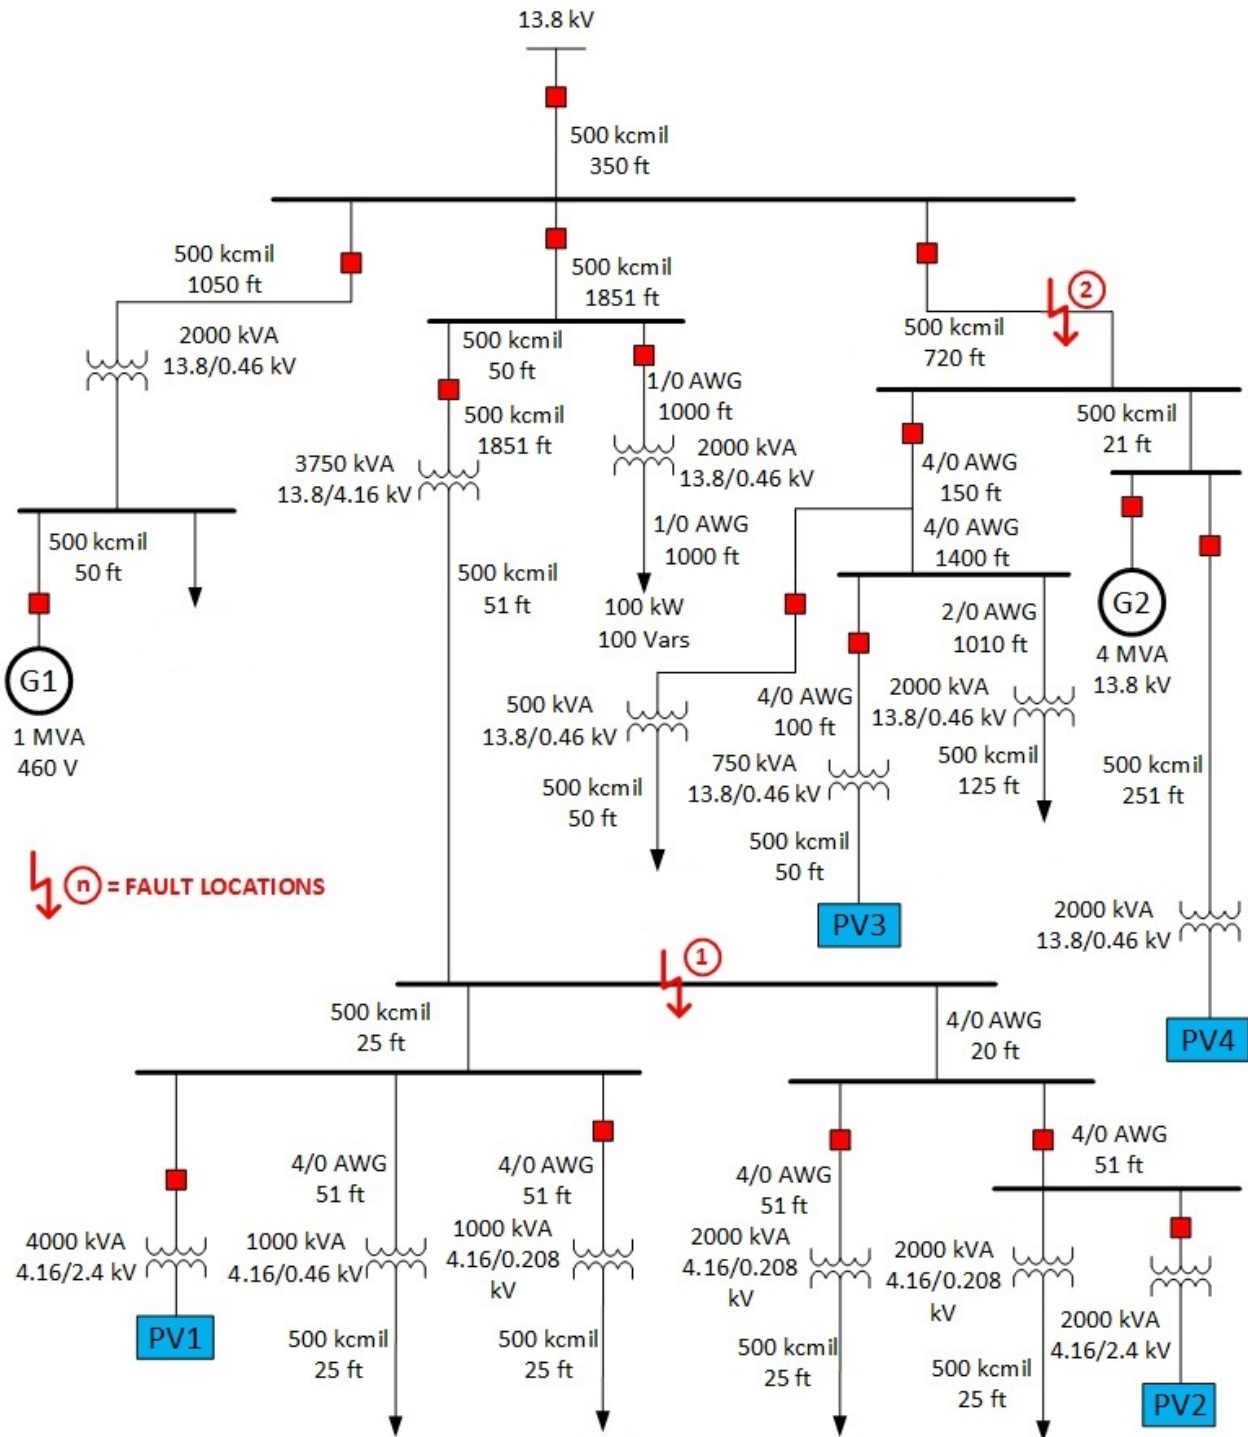 13.8 kV
500 kcmil
350 ft
500 kcmil
1050 ft
500 kcmil
1851 ft
2
500 kcmil
720 ft
2000 kVA
13.8/0.46 kV
500 kcmil
50 ft
500 kcmil
1851 ft
1/0 AWG
1000 ft
500 kcmil
21 ft
3750 kVA
13.8/4.16 kV
2000 kVA
13.8/0.46 kV
4/0 AWG
150 ft
4/0 AWG
1400 ft
500 kcmil
50 ft
500 kcmil
51 ft
1/0 AWG
1000 ft
100 kW
100 Vars
2/0 AWG
1010 ft
G2
4 MVA
13.8 kV
G1
1 MVA
460 V
500 kVA
13.8/0.46 kV
4/0 AWG
100 ft
2000 kVA
13.8/0.46 kV
750 kVA
13.8/0.46 kV
500 kcmil
125 ft
500 kcmil
251 ft
500 kcmil
50 ft
500 kcmil
50 ft
n = FAULT LOCATIONS
PV3
2000 kVA
13.8/0.46 kV
1
500 kcmil
25 ft
4/0 AWG
20 ft
PV4
4/0 AWG
51 ft
4/0 AWG
51 ft
4/0 AWG
51 ft
4/0 AWG
51 ft
4000 kVA
4.16/2.4 kV
1000 kVA
4.16/0.46 kV
1000 kVA
4.16/0.208
kV
2000 kVA
4.16/0.208
kV
2000 kVA
4.16/0.208
kV
2000 kVA
4.16/2.4 kV
PV1
500 kcmil
25 ft
500 kcmil
25 ft
500 kcmil
25 ft
500 kcmil
25 ft
PV2